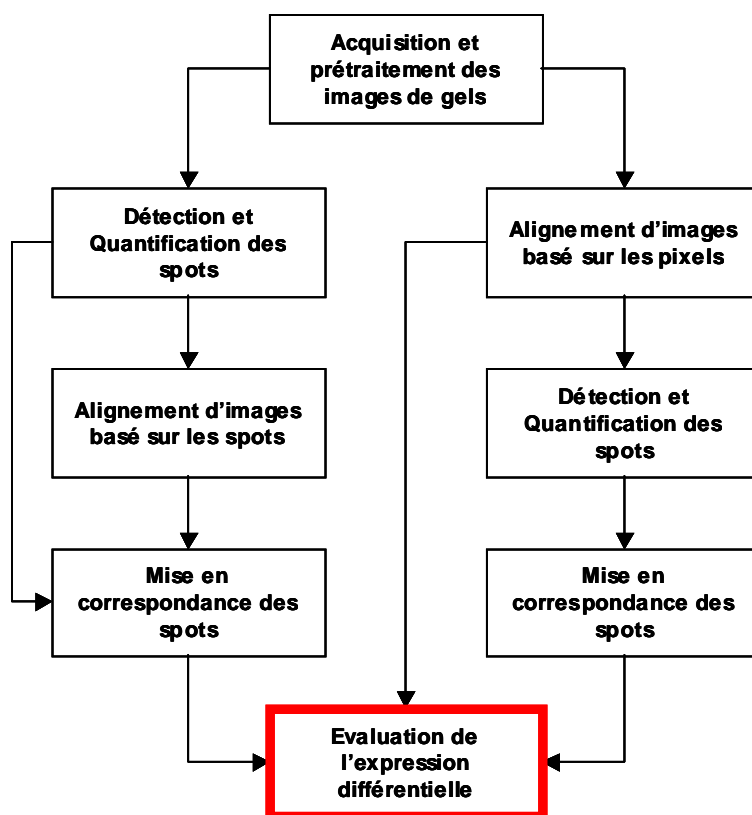 Acquisition et
prétraitement des
images de gels
Détection et
Quantification des
spots
Alignement d'images
basé sur les pixels
Alignement d'images
basé sur les spots
Détection et
Quantification des
spots
Mise en
correspondance des
spots
Mise en
correspondance des
spots
Evaluation de
l'expression
différentielle